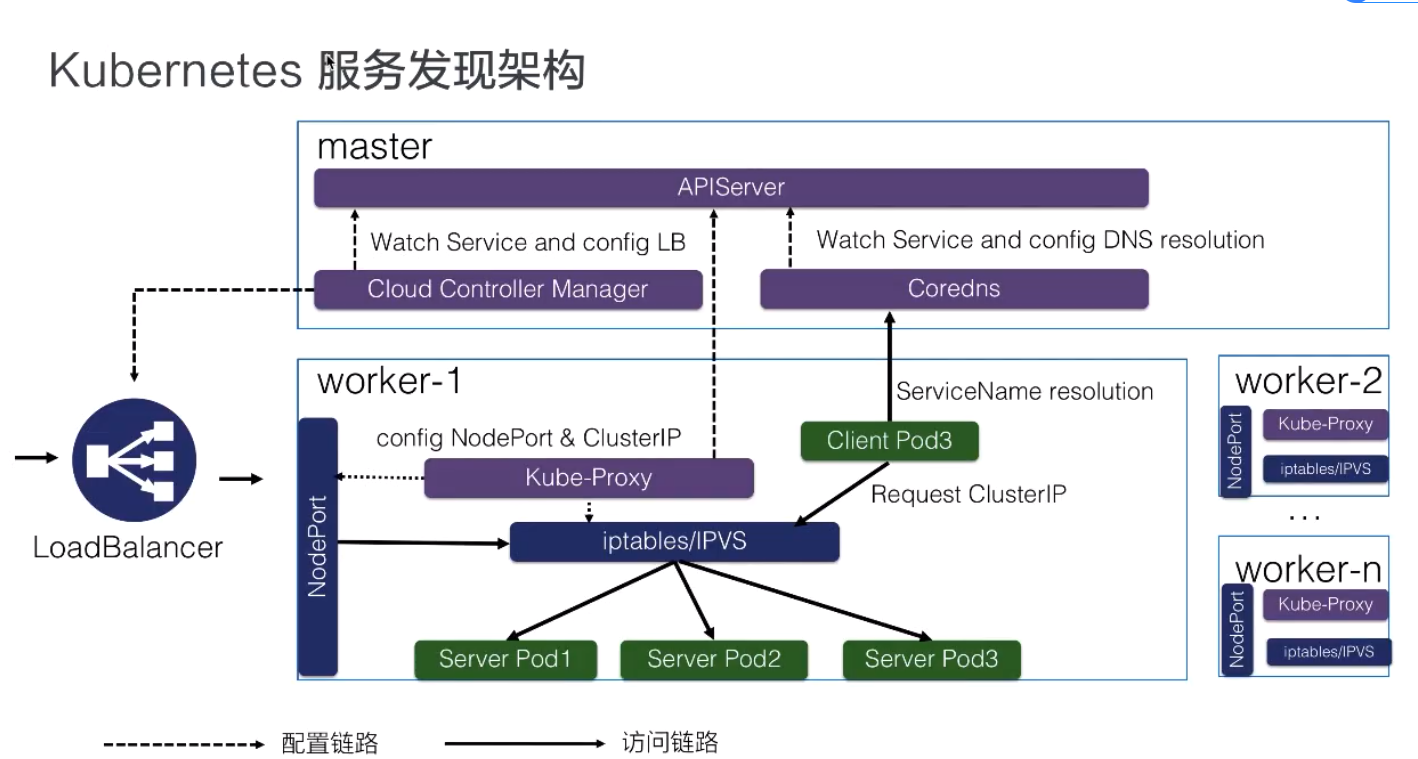 Kubernetes 服务发现架构
master
APIServer
Watch Service and config LB
Watch Service and config DNS resolution
Cloud Controller Manager
Coredns
LoadBalancer
worker-1
ServiceName resolution
config NodePort & ClusterIP
Client Pod3
Kube-Proxy
Request ClusterIP
NodePort
iptables/IPVS
Server Pod1
Server Pod2
Server Pod3
worker-2
NodePort
Kube-Proxy
iptables/IPVS
...
worker-n
NodePort
Kube-Proxy
iptables/IPVS
配置链路
访问链路